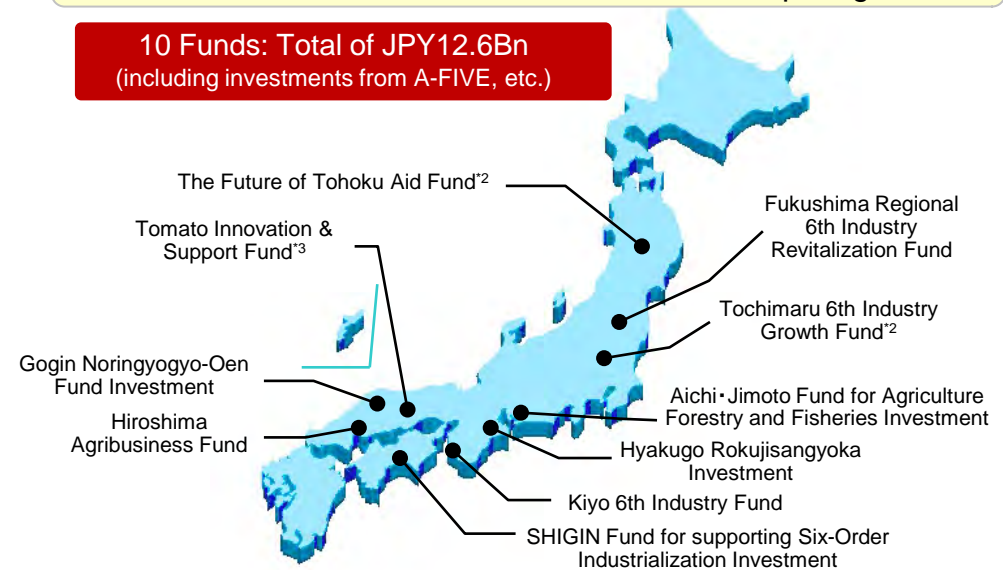 10 Funds: Total of JPY12.6Bn
(including investments from A-FIVE, etc.)
The Future of Tohoku Aid Fund*2
Tomato Innovation &
Support Fund*3
Gogin Noringyogyo-Oen
Fund Investment
Hiroshima
Agribusiness Fund
Fukushima Regional
6th Industry
Revitalization Fund
Tochimaru 6th Industry
Growth Fund*2
Aichi・Jimoto Fund for Agriculture
Forestry and Fisheries Investment
Hyakugo Rokujisangyoka
Investment
Kiyo 6th Industry Fund
SHIGIN Fund for supporting Six-Order
Industrialization Investment